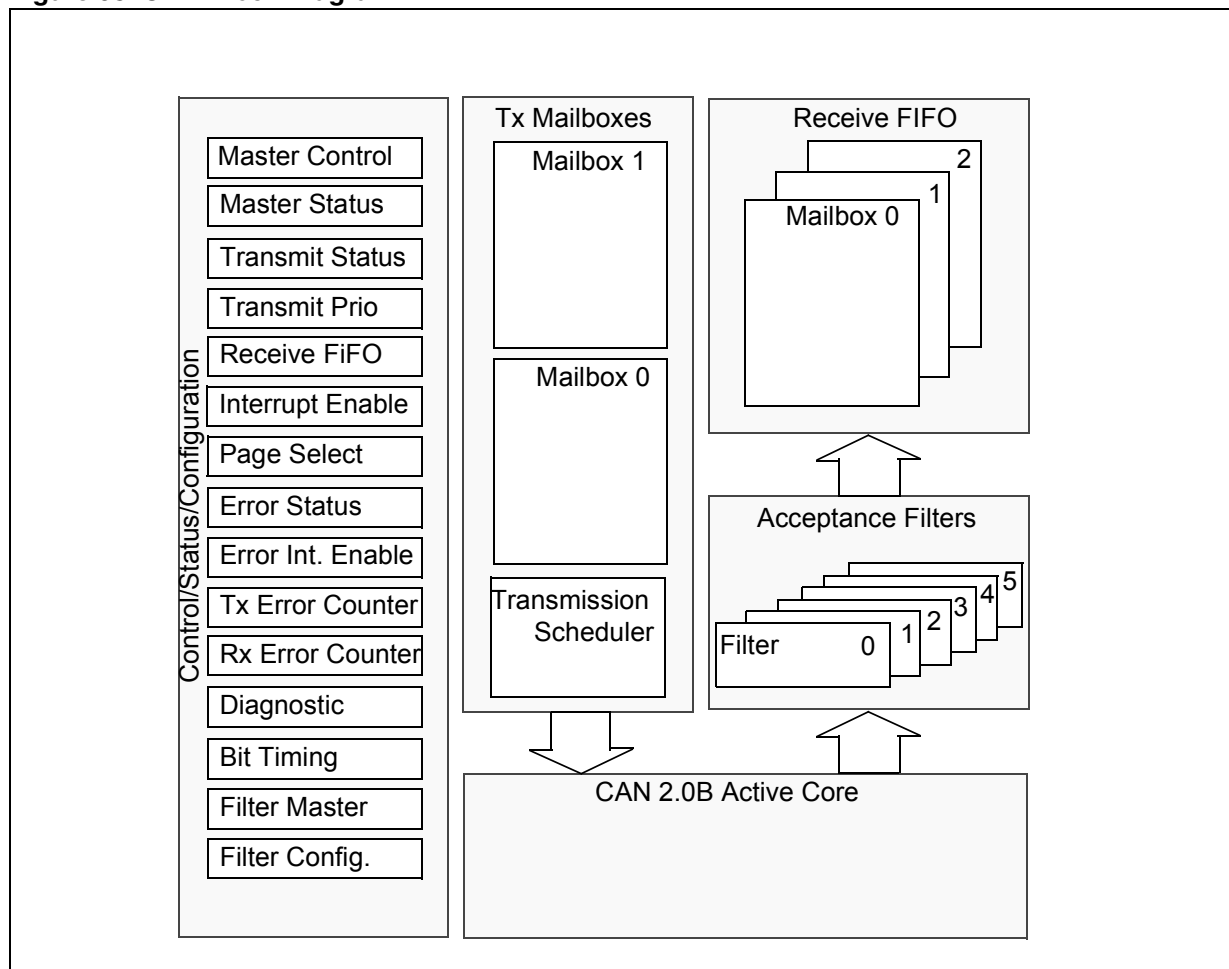 Control/Status/Configuration
Master Control
Master Status
Transmit Status
Transmit Prio
Receive FiFO
Interrupt Enable
Page Select
Error Status
Error Int. Enable
Tx Error Counter
Rx Error Counter
Diagnostic
Bit Timing
Filter Master
Filter Config.
Tx Mailboxes
Mailbox 1
Mailbox 0
Transmission
Scheduler
Receive FIFO
2
1
Mailbox 0
Acceptance Filters
5
4
3
2
1
Filter 0
CAN 2.0B Active Core